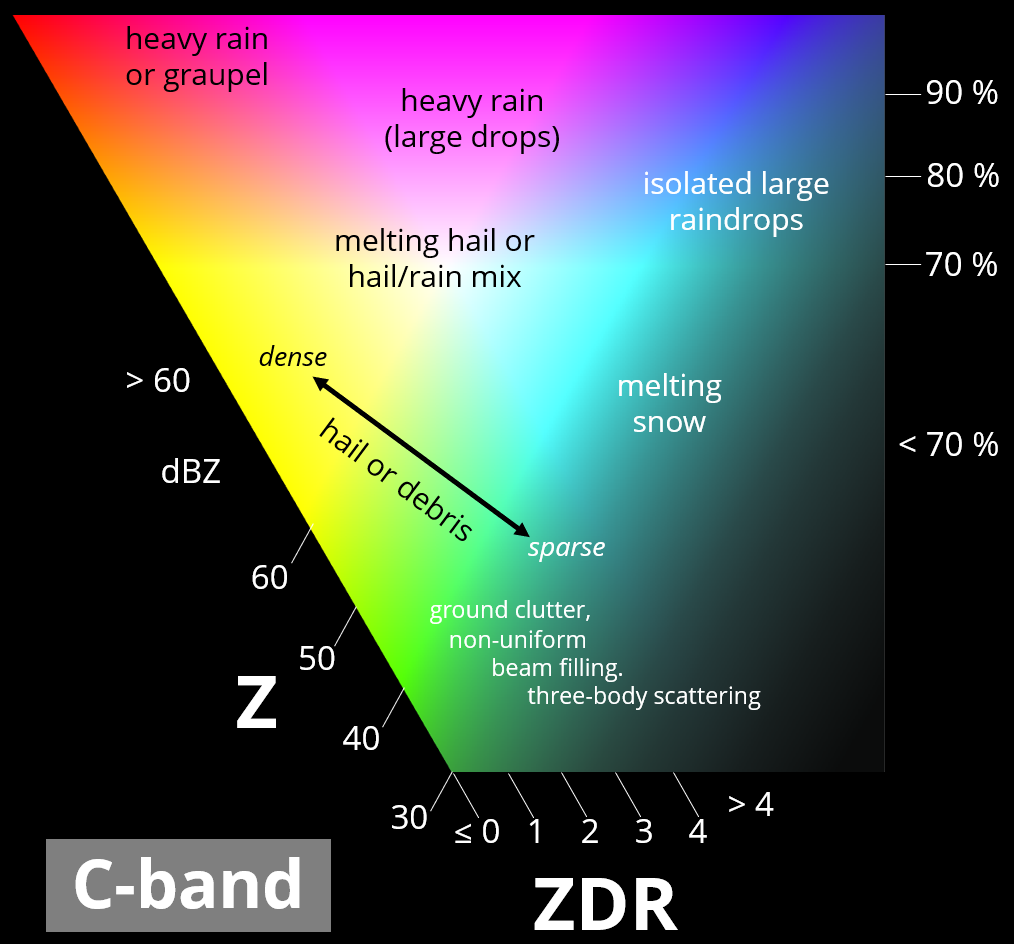 heavy rain
or graupel
heavy rain
(large drops)
90 %
isolated large
raindrops
80 %
melting hail or
hail/rain mix
70 %
dense
> 60
melting
snow
hail or debris
< 70 %
dBZ
sparse
60
ground clutter,
non-uniform
beam filling.
three-body scattering
50
Z
40
30
≤ 0
1
2
3
4
> 4
C-band
ZDR